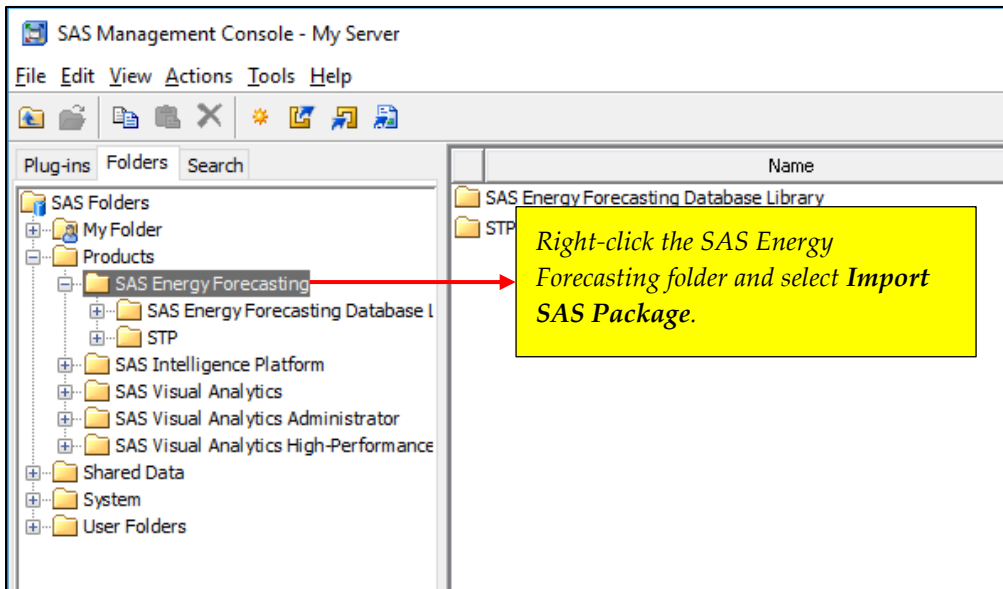 SAS Management Console - My Server
File Edit View Actions Tools Help
Plug-ins Folders Search
Name
SAS Folders
My Folder
Products
SAS Energy Forecasting
SAS Energy Forecasting Database L
STP
SAS Intelligence Platform
SAS Visual Analytics
SAS Visual Analytics Administrator
SAS Visual Analytics High-Performance
Shared Data
System
User Folders
SAS Energy Forecasting Database Library
STP
Right-click the SAS Energy
Forecasting folder and select Import
SAS Package.